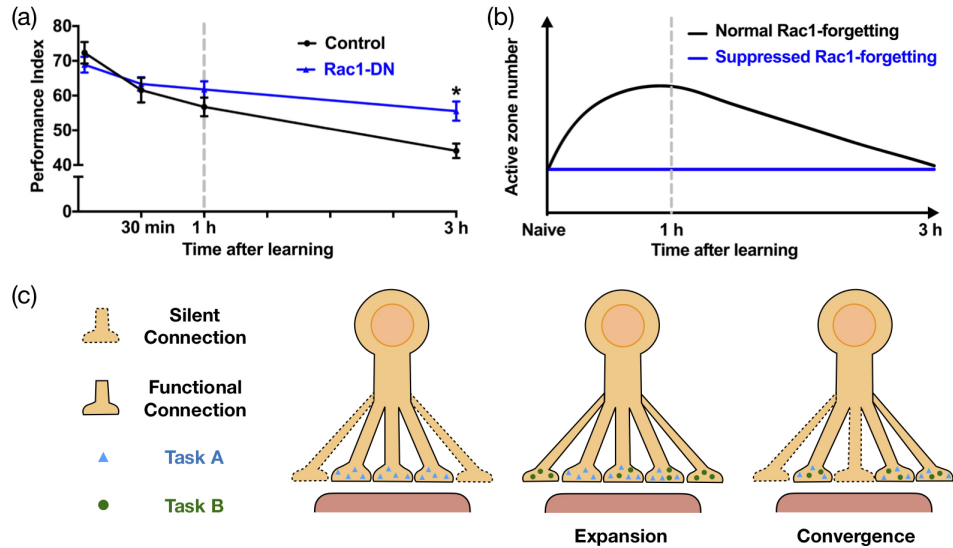 (a)
80
70
60
50
40
0
Performance Index
Control
Rac1-DN
*
30 min
1 h
3 h
Time after learning
(b)
Active zone number
Normal Rac1-forgetting
Suppressed Rac1-forgetting
Naive
1 h
3 h
Time after learning
(c)
Silent
Connection
Functional
Connection
Task A
Task B
Expansion
Convergence